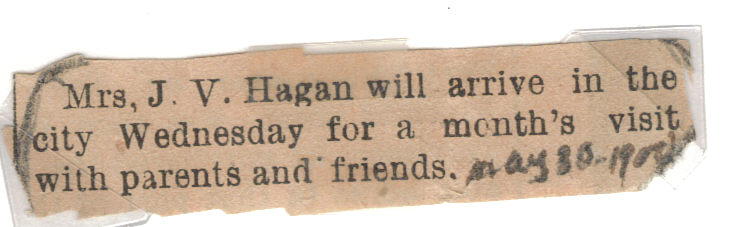 Mrs, J. V. Hagan will arrive in the
city Wednesday for a month's visit
with parents and friends. may 30-